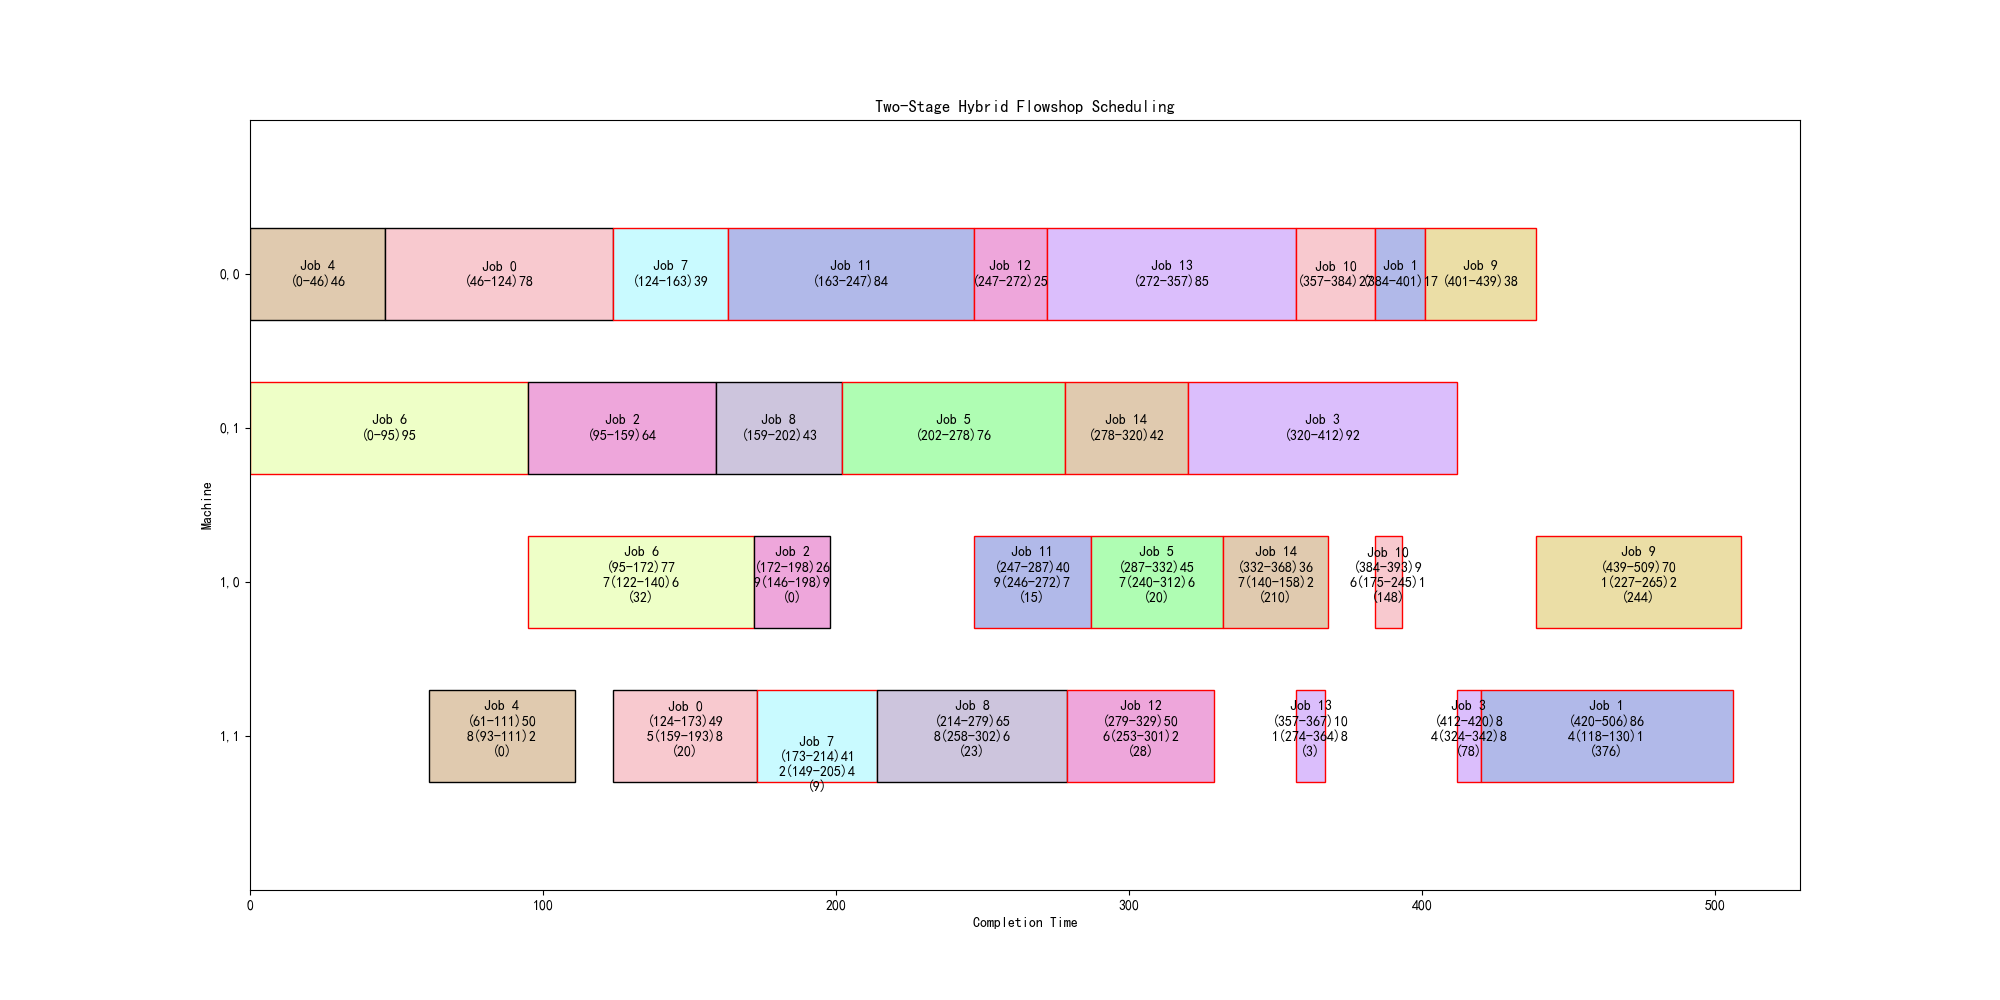 Two-Stage Hybrid Flowshop Scheduling
Machine
0,0
Job 4
(0-46)46
Job 0
(46-124)78
Job 7
(124-163)39
Job 11
(163-247)84
Job 12
(247-272)25
Job 13
(272-357)85
Job 10
(357-384)27
Job 1
(384-401)17
Job 9
(401-439)38
0,1
Job 6
(0-95)95
Job 2
(95-159)64
Job 8
(159-202)43
Job 5
(202-278)76
Job 14
(278-320)42
Job 3
(320-412)92
1,0
Job 6
(95-172)77
7(122-140)6
(32)
Job 2
(172-198)26
9(146-198)9
(0)
Job 11
(247-287)40
9(246-272)7
(15)
Job 5
(287-332)45
7(240-312)6
(20)
Job 14
(332-368)36
7(140-158)2
(210)
Job 10
(384-393)9
6(175-245)1
(148)
Job 9
(439-509)70
1(227-265)2
(244)
1,1
Job 4
(61-111)50
8(93-111)2
(0)
Job 0
(124-173)49
5(159-193)8
(20)
Job 7
(173-214)41
2(149-205)4
(9)
Job 8
(214-279)65
8(258-302)6
(23)
Job 12
(279-329)50
6(253-301)2
(28)
Job 13
(357-367)10
1(274-364)8
(3)
Job 3
(412-420)8
4(324-342)8
(78)
Job 1
(420-506)86
4(118-130)1
(376)
0
100
200
300
400
500
Completion Time